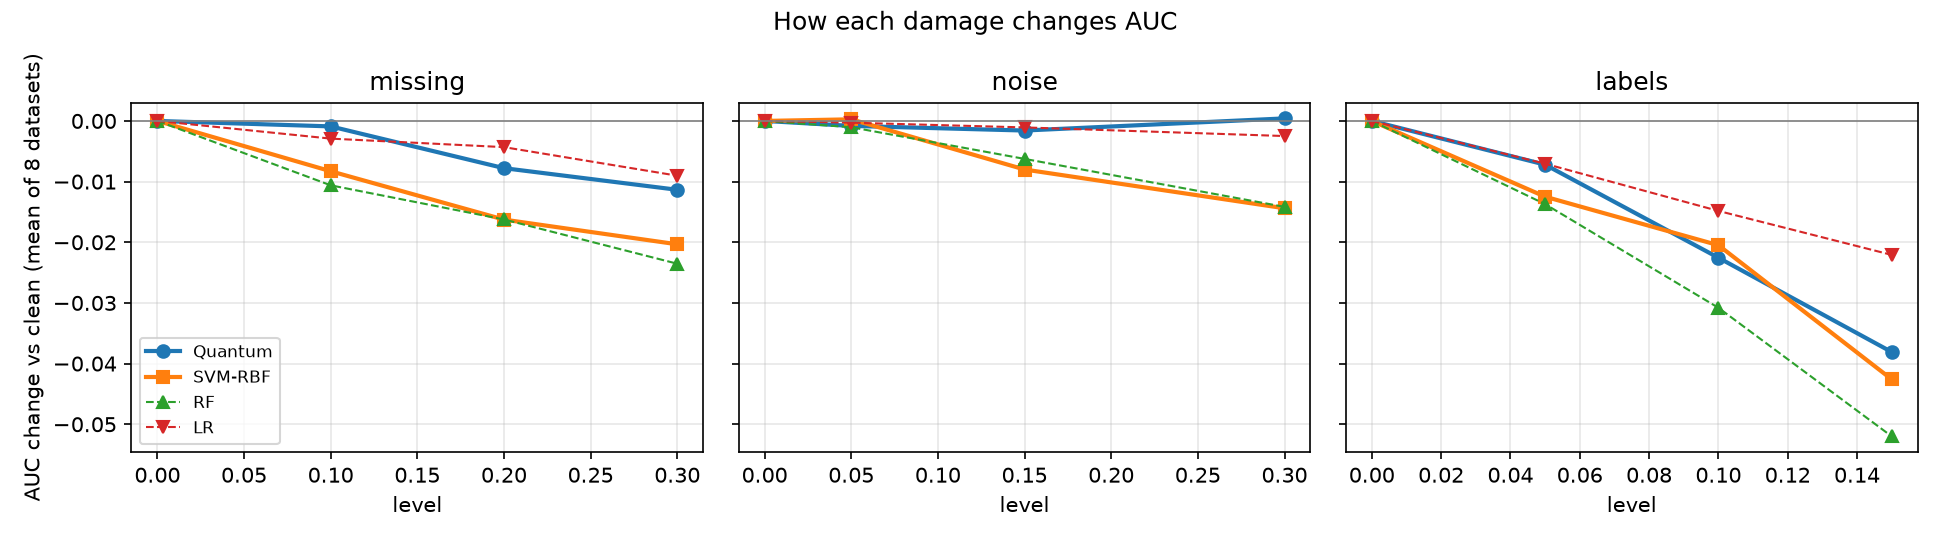 How each damage changes AUC
AUC change vs clean (mean of 8 datasets)
missing
0.00
−0.01
−0.02
−0.03
−0.04
−0.05
Quantum
SVM-RBF
RF
LR
0.00 0.05 0.10 0.15 0.20 0.25 0.30
level
noise
0.00 0.05 0.10 0.15 0.20 0.25 0.30
level
labels
0.00 0.02 0.04 0.06 0.08 0.10 0.12 0.14
level